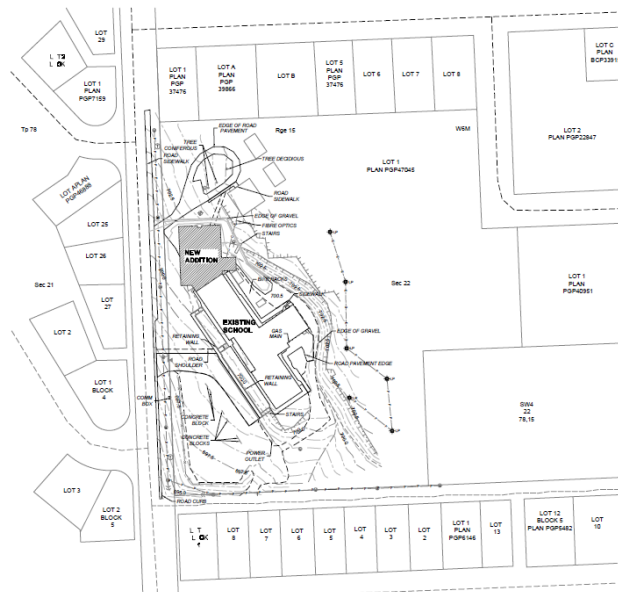 LOT
29
LOT 1
PLAN
PGP7159
Tp 78
LOT 1
PLAN
PGP
37476
LOT A
PLAN
PGP
39866
LOT B
LOT 5
PLAN
PGP
37476
LOT 6
LOT 7
LOT 8
LOT C
PLAN
LOT 2
PLAN PGP22847
EDGE OF ROAD
PAVEMENT
Rge 15
W6M
TREE
CONIFEROUS
ROAD
SIDEWALK
TREE DECIDIOUS
LOT 1
PLAN PGP47045
ROAD
SIDEWALK
EDGE OF GRAVEL
FIBRE OPTICS
STAIRS
LOT 25
LOT 26
NEW
ADDITION
Sec 21
Sec 22
LOT 1
PLAN PGP40951
BIKE RACKS
700.5
SIDEWALK
LOT
27
EXISTING
SCHOOL
GAS
MAIN
EDGE OF GRAVEL
LOT 2
RETAINING
WALL
ROAD
SHOULDER
ROAD PAVEMENT EDGE
RETAINING
WALL
LOT 1
BLOCK
4
COMM
BOX
SW4
22
78,15
STAIRS
CONCRETE
BLOCK
CONCRETE
BLOCKS
POWER
OUTLET
LOT 3
LOT 2
BLOCK
5
ROAD CURB
LOT
8
LOT
7
LOT
6
LOT
5
LOT
4
LOT
3
LOT
2
LOT 1
PLAN
PGP6146
LOT
13
LOT 12
BLOCK 5
PLAN PGP5482
LOT
10